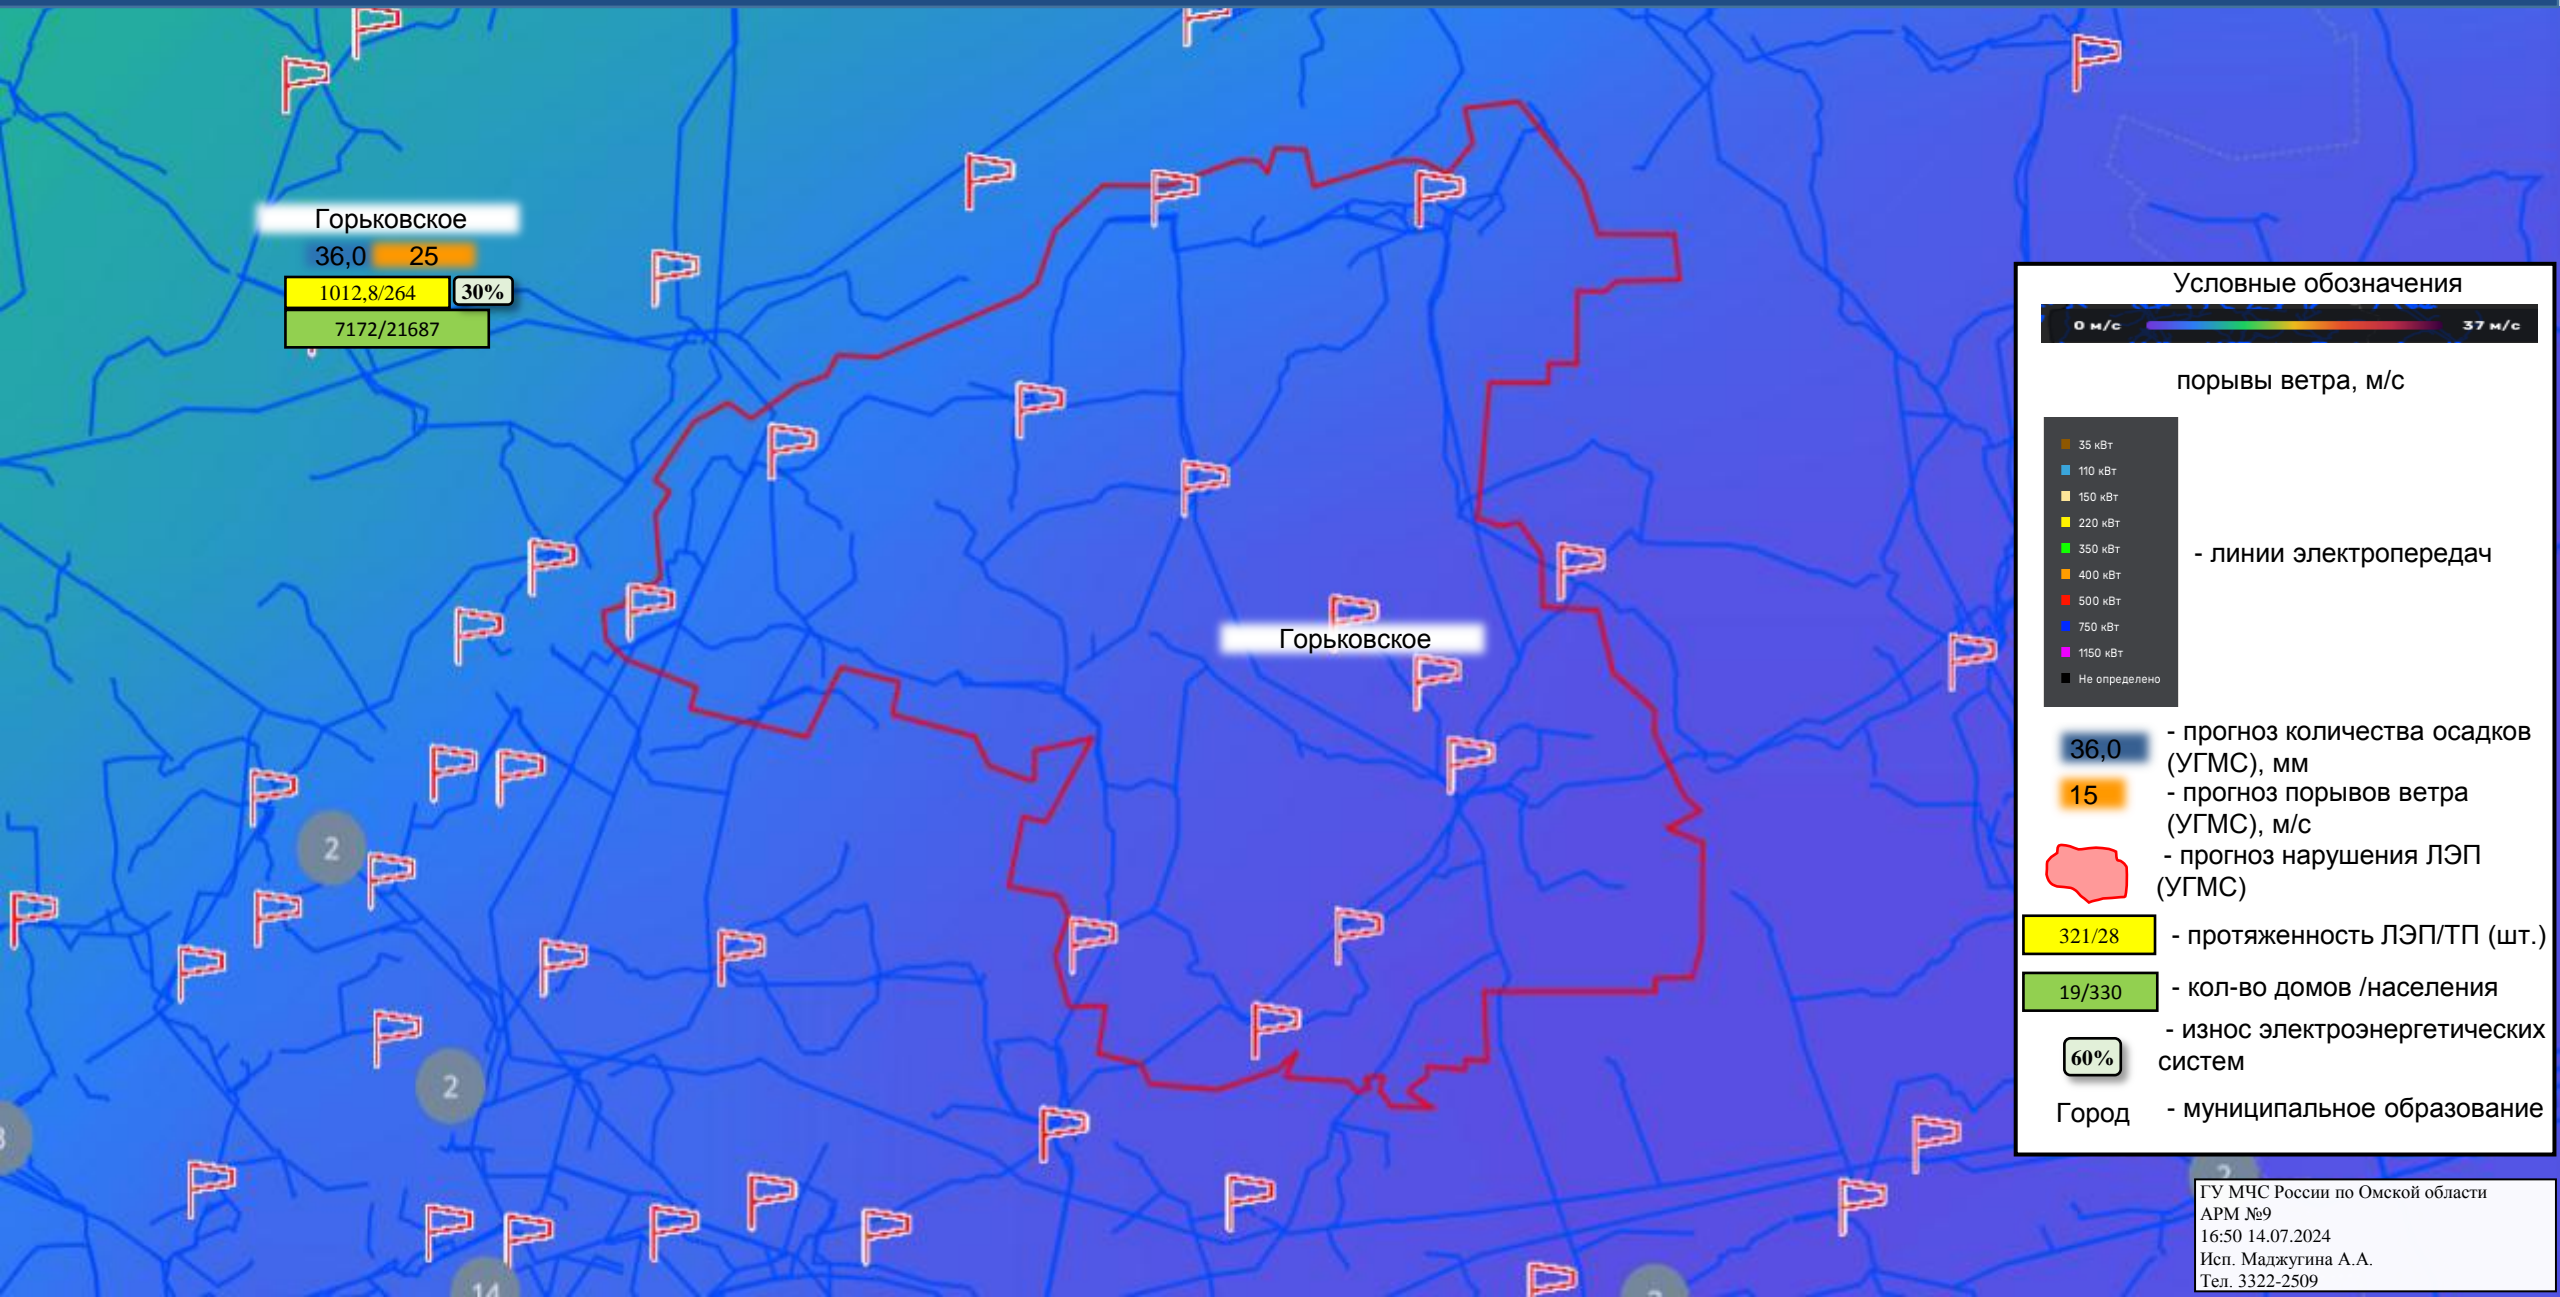 Горьковское
36,0 25
1012,8/264 30%
7172/21687
Горьковское
2
2
14
Условные обозначения
0 м/с 37 м/с
порывы ветра, м/с
35 кВт
110 кВт
150 кВт
220 кВт
350 кВт
400 кВт
500 кВт
750 кВт
1150 кВт
Не определено
- линии электропередач
36,0 - прогноз количества осадков
(УГМС), мм
15 - прогноз порывов ветра
(УГМС), м/с
- прогноз нарушения ЛЭП
(УГМС)
321/28 - протяженность ЛЭП/ТП (шт.)
19/330 - кол-во домов /населения
60% - износ электроэнергетических
систем
Город - муниципальное образование
2
ГУ МЧС России по Омской области
АРМ №9
16:50 14.07.2024
Исп. Маджугина А.А.
Тел. 3322-2509